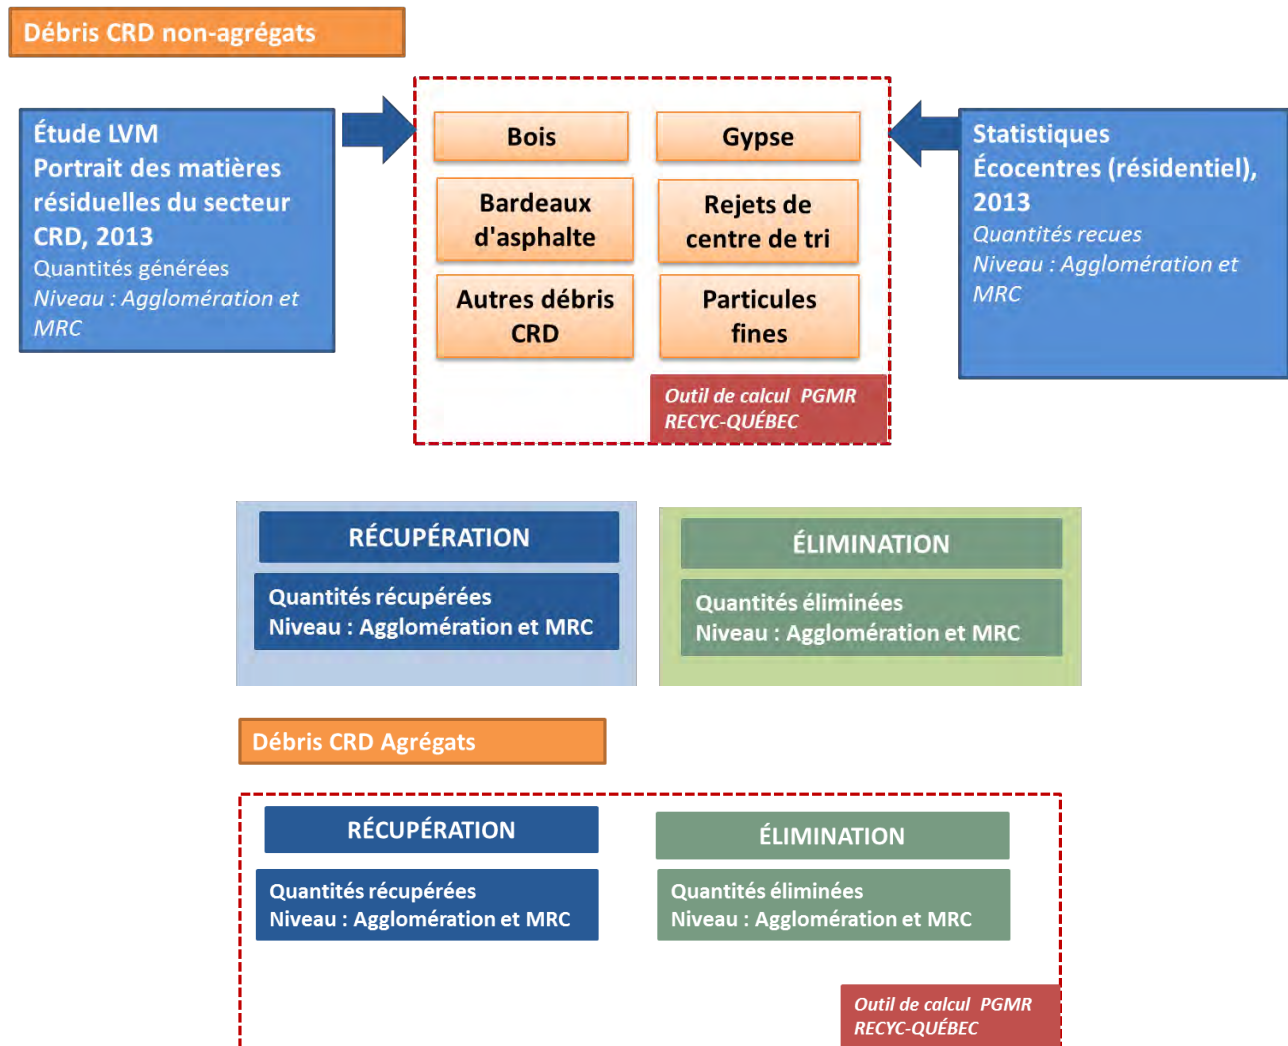 Débris CRD non-agrégats
Étude LVM
Portrait des matières
résiduelles du secteur
CRD, 2013
Quantités générées
Niveau : Agglomération et
MRC
Bois
Gypse
Bardeaux
d'asphalte
Rejets de
centre de tri
Autres débris
CRD
Particules
fines
Outil de calcul PGMR
RECYC-QUÉBEC
Statistiques
Écocentres (résidentiel),
2013
Quantités recues
Niveau : Agglomération et
MRC
RÉCUPÉRATION
Quantités récupérées
Niveau : Agglomération et MRC
ÉLIMINATION
Quantités éliminées
Niveau : Agglomération et MRC
Débris CRD Agrégats
RÉCUPÉRATION
Quantités récupérées
Niveau : Agglomération et MRC
ÉLIMINATION
Quantités éliminées
Niveau : Agglomération et MRC
Outil de calcul PGMR
RECYC-QUÉBEC